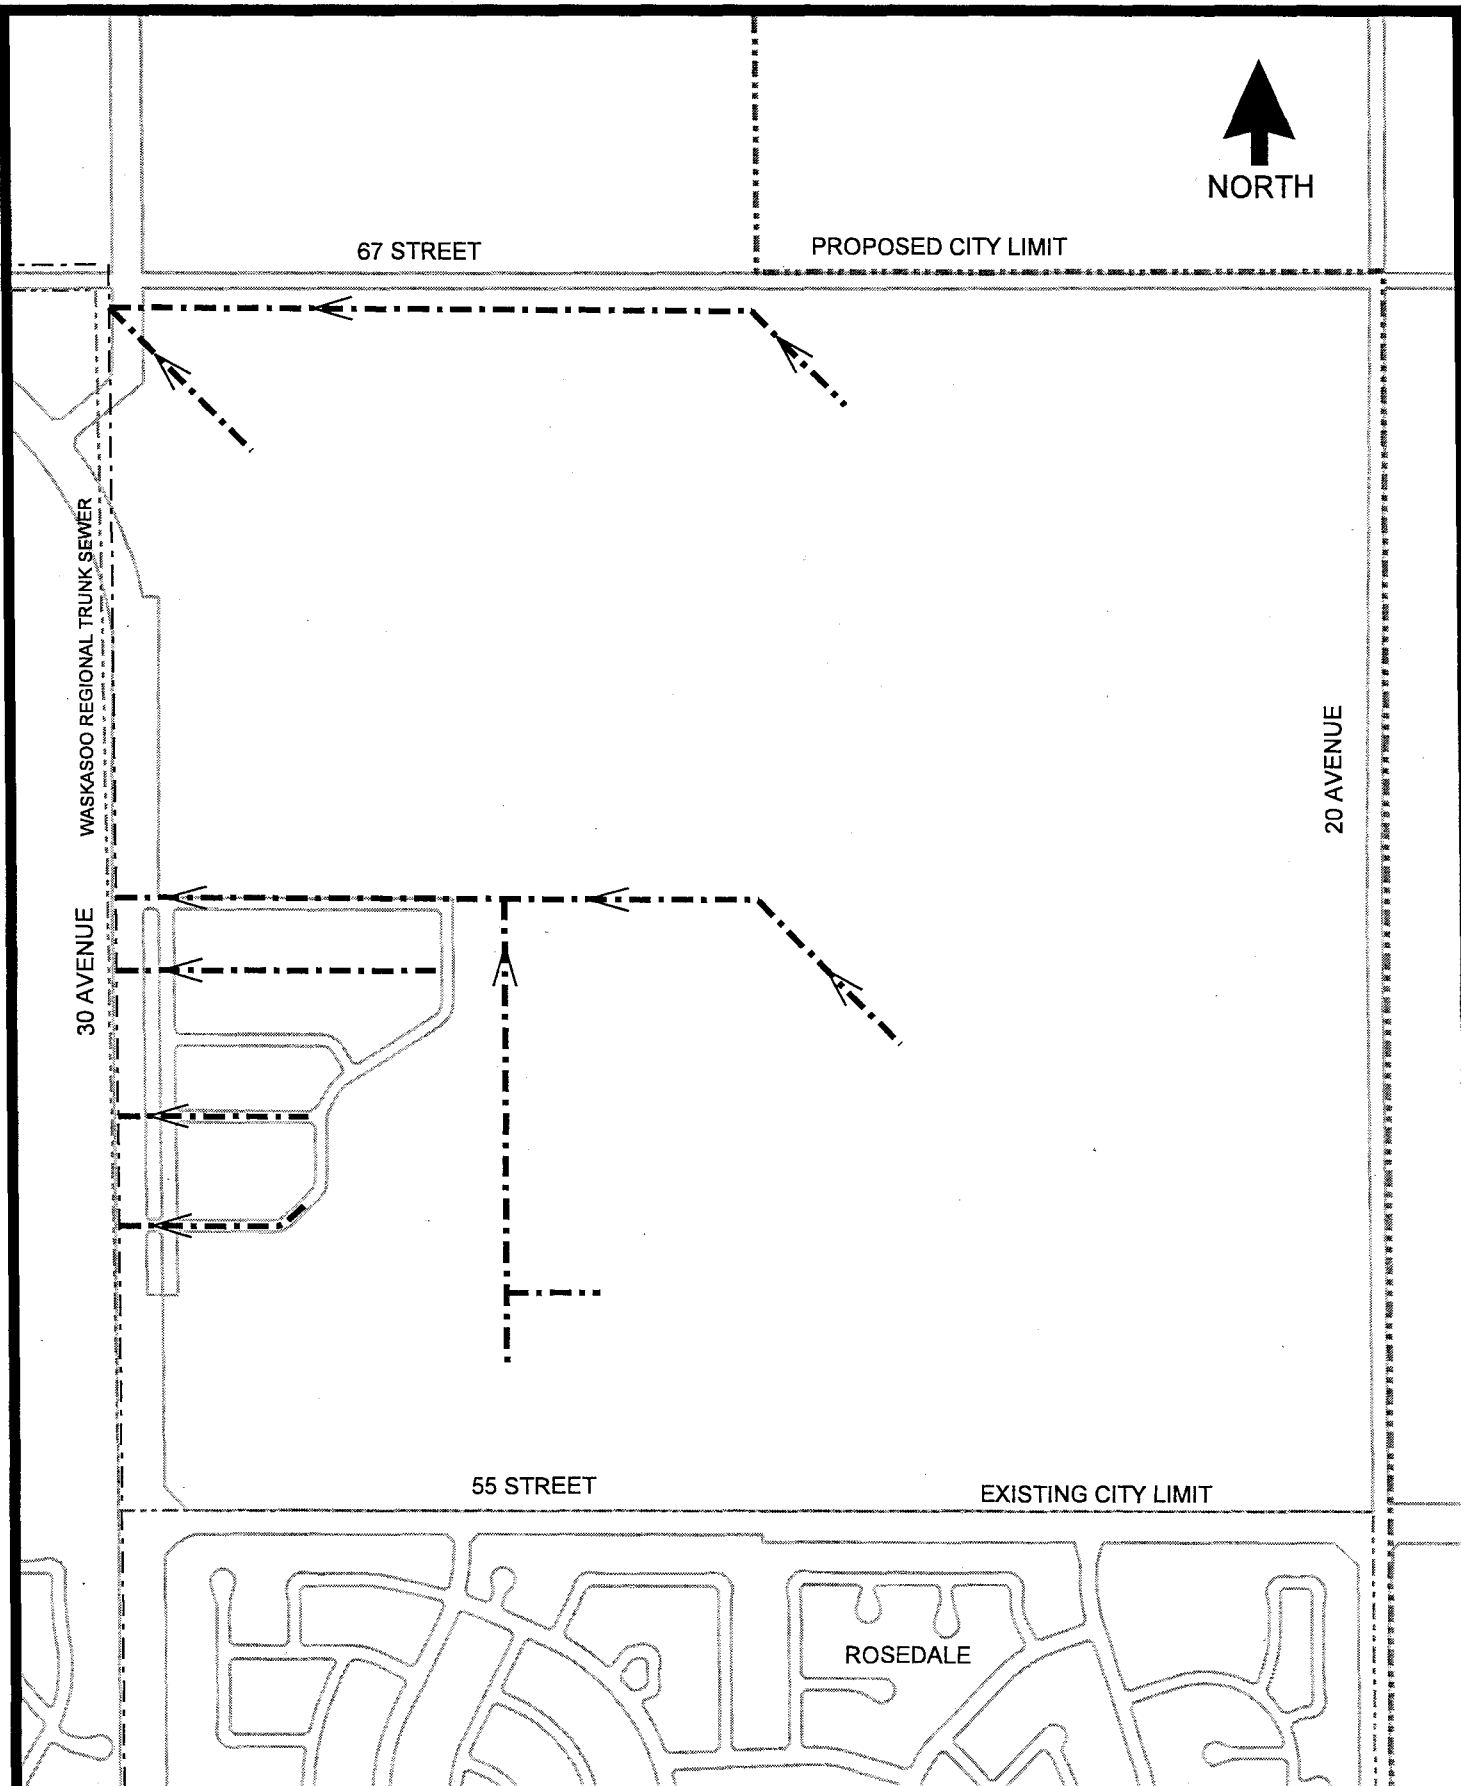 NORTH
67 STREET
PROPOSED CITY LIMIT
WASKASOO REGIONAL TRUNK SEWER
20 AVENUE
30 AVENUE
55 STREET
EXISTING CITY LIMIT
ROSEDALE